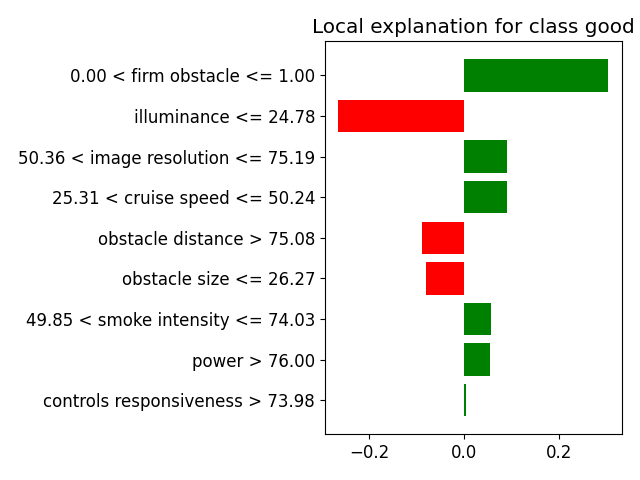 Local explanation for class good
0.00 < firm obstacle <= 1.00
illuminance <= 24.78
50.36 < image resolution <= 75.19
25.31 < cruise speed <= 50.24
obstacle distance > 75.08
obstacle size <= 26.27
49.85 < smoke intensity <= 74.03
power > 76.00
controls responsiveness > 73.98
−0.2 0.0 0.2